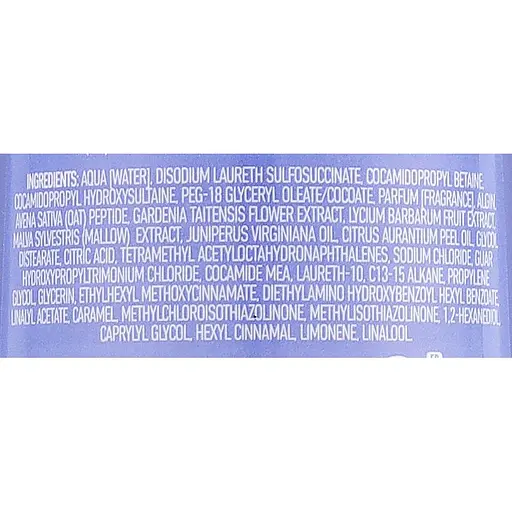 INGREDIENTS: AQUA (WATER), DISODIUM LAURETH SULFOSUCCINATE, COCAMIDOPROPYL BETAINE,
COCAMIDOPROPYL HYDROXYSULTAINE, PEG-18 GLYCERYL OLEATE/COCOATE, PARFUM (FRAGRANCE), ALGIN,
AVENA SATIVA (OAT) PEPTIDE, GARDENIA TAITENSIS FLOWER EXTRACT, LYCIUM BARBARUM FRUIT EXTRACT,
MALVA SYLVESTRIS (MALLOW) EXTRACT, JUNIPERUS VIRGINIANA OIL, CITRUS AURANTIUM PEEL OIL, GLYCOL
DISTEARATE, CITRIC ACID, TETRAMETHYL ACETYLOCTAHYDRONAPHTHALENES, SODIUM CHLORIDE, GUAR
HYDROXYPROPYLTRIMONIUM CHLORIDE, COCAMIDE MEA, LAURETH-10, C13-15 ALKANE, PROPYLENE
GLYCOL, GLYCERIN, ETHYLHEXYL METHOXYCINNAMATE, DIETHYLAMINO HYDROXYBENZOYL HEXYL BENZOATE,
LINALYL ACETATE, CARAMEL, METHYLCHLOROISOTHIAZOLINONE, METHYLISOTHIAZOLINONE, 1,2-HEXANEDIOL,
CAPRYLYL GLYCOL, HEXYL CINNAMAL, LIMONENE, LINALOOL.